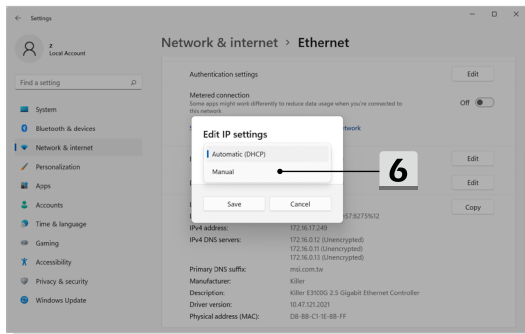 Settings
z
Local Account
Find a setting
System
Bluetooth & devices
Network & internet
Personalization
Apps
Accounts
Time & language
Gaming
Accessibility
Privacy & security
Windows Update
Network & internet > Ethernet
Authentication settings
Edit
Metered connection
Some apps might work differently to reduce data usage when you're connected to
this network
Off
Edit IP settings
Automatic (DHCP)
Manual
6
Save
Cancel
Edit
Edit
Copy
IPv4 address: 172.16.17.249
IPv4 DNS servers: 172.16.0.12 (Unencrypted)
172.16.0.11 (Unencrypted)
172.16.0.13 (Unencrypted)
Primary DNS suffix: msi.com.tw
Manufacturer: Killer
Description: Killer E3100G 2.5 Gigabit Ethernet Controller
Driver version: 10.47.121.2021
Physical address (MAC): D8-BB-C1-1E-8B-FF